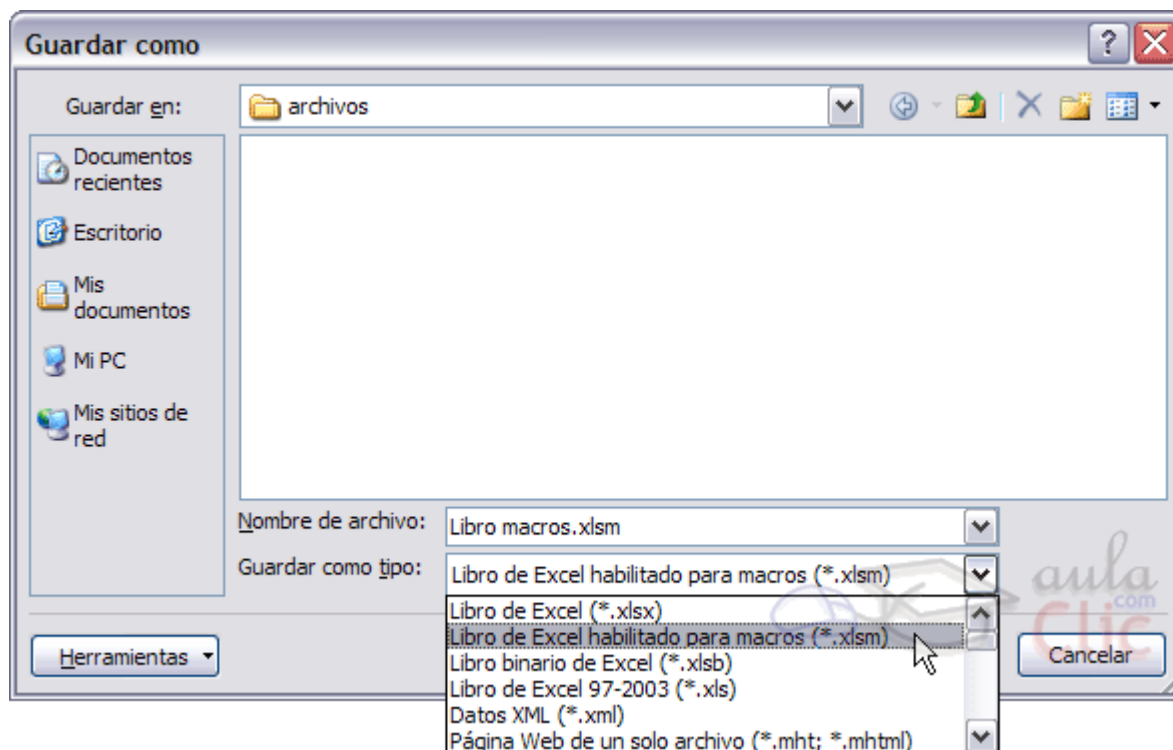 Guardar como
Guardar en:
archivos
Documentos
recientes
Escritorio
Mis
documentos
Mi PC
Mis sitios de
red
Nombre de archivo:
Libro macros.xlsm
Guardar como tipo:
Libro de Excel habilitado para macros (*.xlsm)
Libro de Excel (*.xlsx)
Libro de Excel habilitado para macros (*.xlsm)
Libro binario de Excel (*.xlsb)
Libro de Excel 97-2003 (*.xls)
Datos XML (*.xml)
Página Web de un solo archivo (*.mht; *.mhtml)
Herramientas
Cancelar
aula
.com
Clic